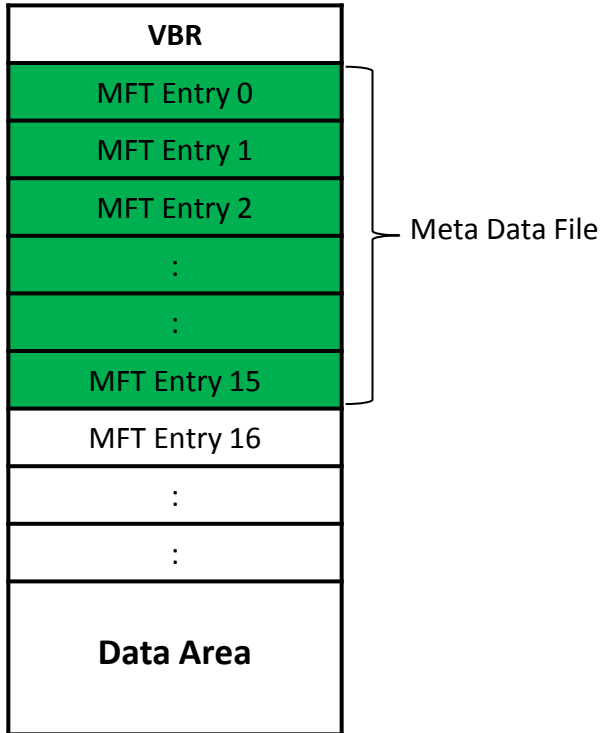 VBR
MFT Entry 0
MFT Entry 1
MFT Entry 2
:
:
MFT Entry 15
MFT Entry 16
:
:
Data Area
Meta Data File